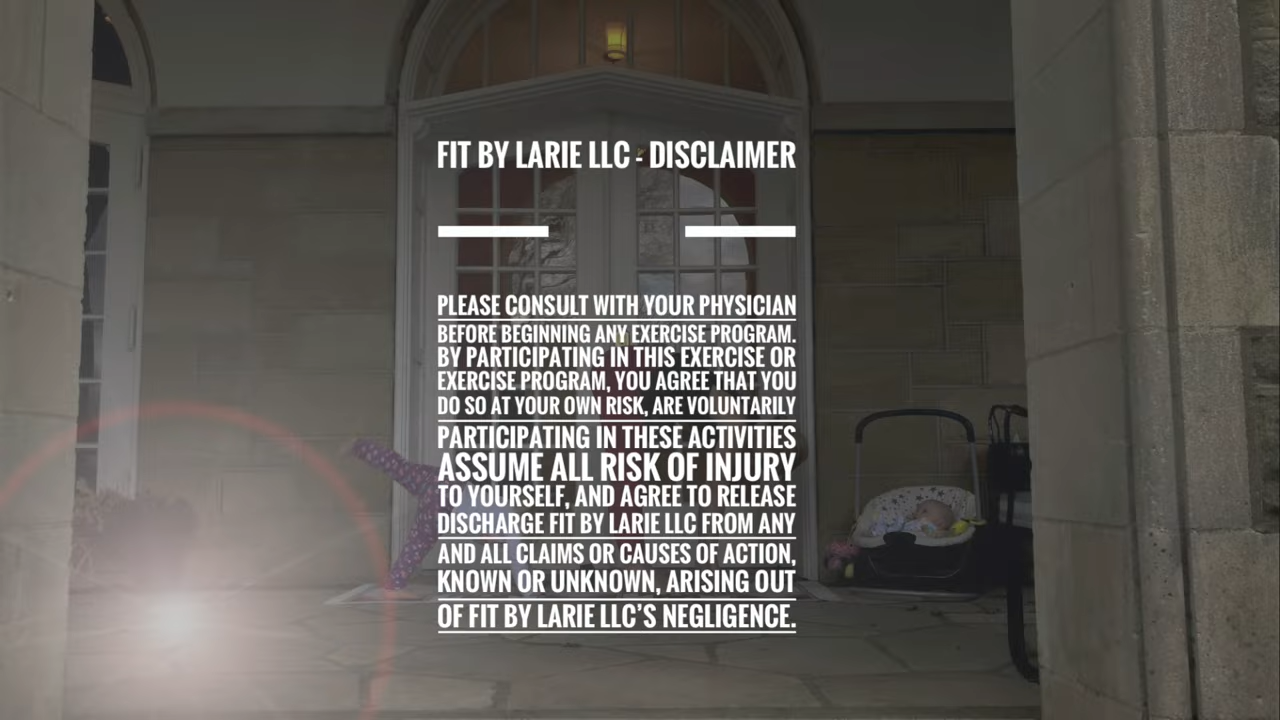 FIT BY LARIE LLC - DISCLAIMER
PLEASE CONSULT WITH YOUR PHYSICIAN
BEFORE BEGINNING ANY EXERCISE PROGRAM.
BY PARTICIPATING IN THIS EXERCISE OR
EXERCISE PROGRAM, YOU AGREE THAT YOU
DO SO AT YOUR OWN RISK, ARE VOLUNTARILY
PARTICIPATING IN THESE ACTIVITIES
ASSUME ALL RISK OF INJURY
TO YOURSELF, AND AGREE TO RELEASE
DISCHARGE FIT BY LARIE LLC FROM ANY
AND ALL CLAIMS OR CAUSES OF ACTION,
KNOWN OR UNKNOWN, ARISING OUT
OF FIT BY LARIE LLC'S NEGLIGENCE.